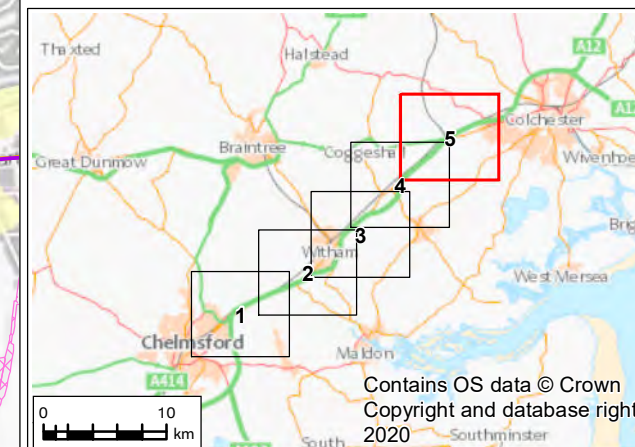 Thaxted
Halstead
A12
A12
Colchester
Braintree
Coggeshall
5
Great Dunmow
Wivenhoe
4
3
Witham
2
West Mersea
1
Chelmsford
Maldon
A414
Contains OS data © Crown
Copyright and database right
2020
0 10
km
South
Southminster